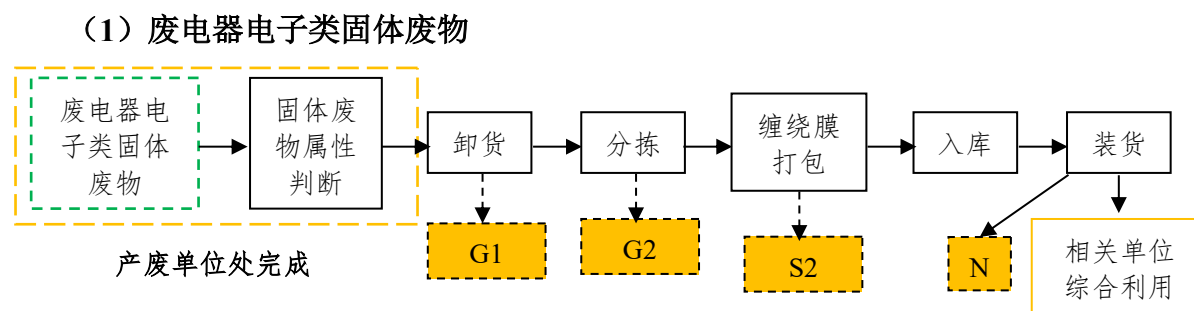 （1）废电器电子类固体废物
废电器电
子类固体
废物
固体废
物属性
判断
卸货
分拣
缠绕膜
打包
入库
装货
产废单位处完成
G1
G2
S2
N
相关单位
综合利用